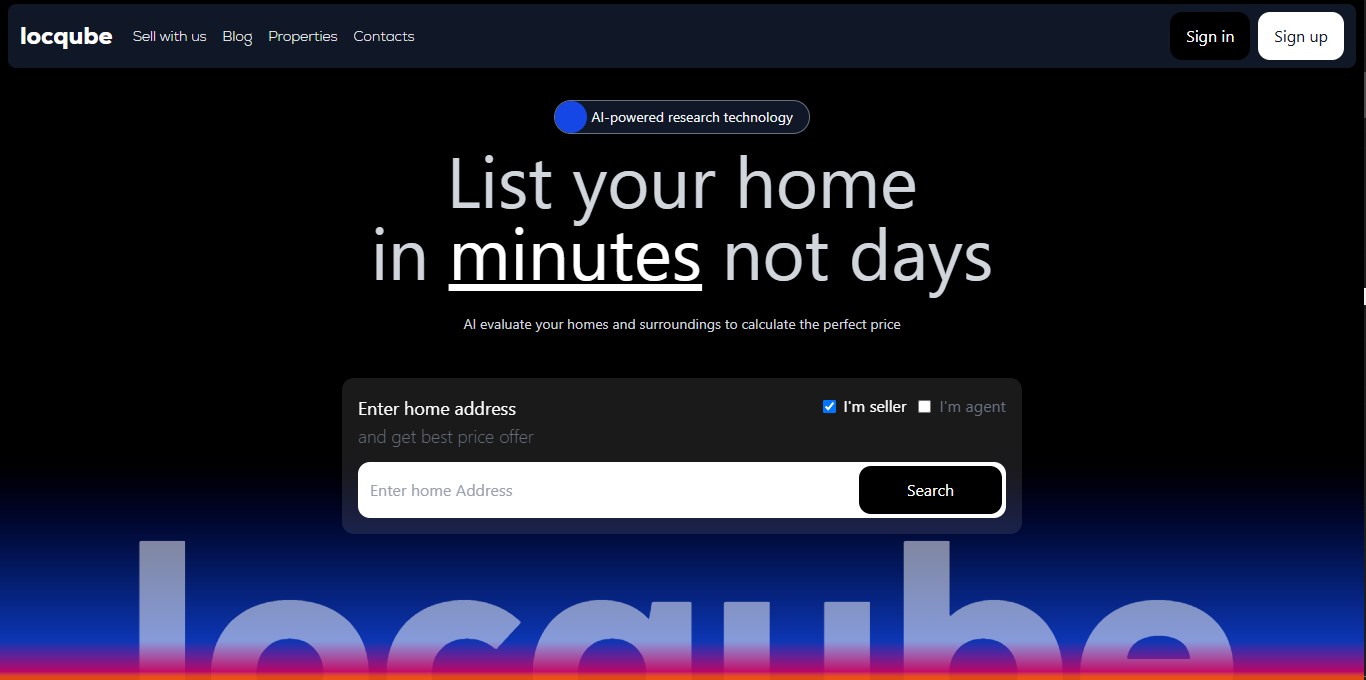 locqube Sell with us Blog Properties Contacts Sign in Sign up
AI-powered research technology
List your home
in minutes not days
AI evaluate your homes and surroundings to calculate the perfect price
Enter home address I'm seller I'm agent
and get best price offer
Enter home Address Search
locqube